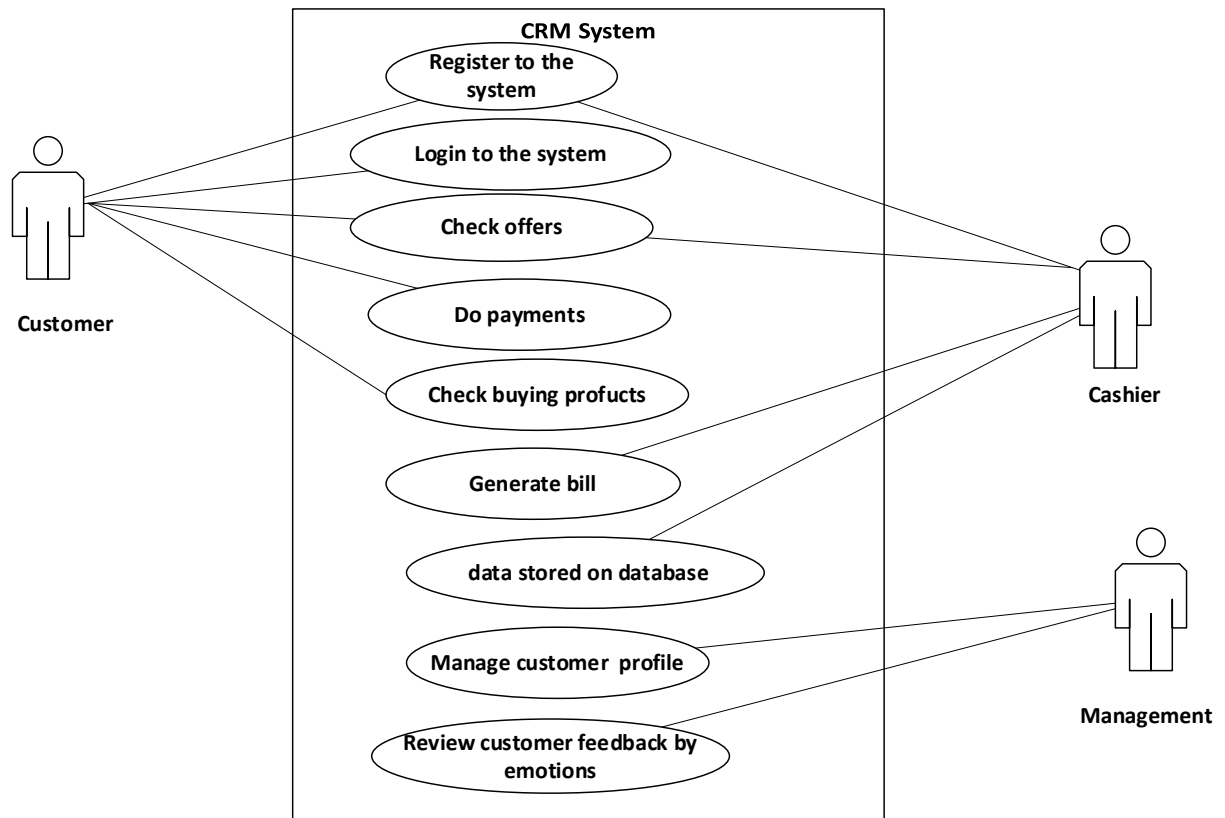 CRM System
Register to the
system
Login to the system
Check offers
Do payments
Customer
Check buying profucts
Cashier
Generate bill
data stored on database
Manage customer profile
Management
Review customer feedback by
emotions